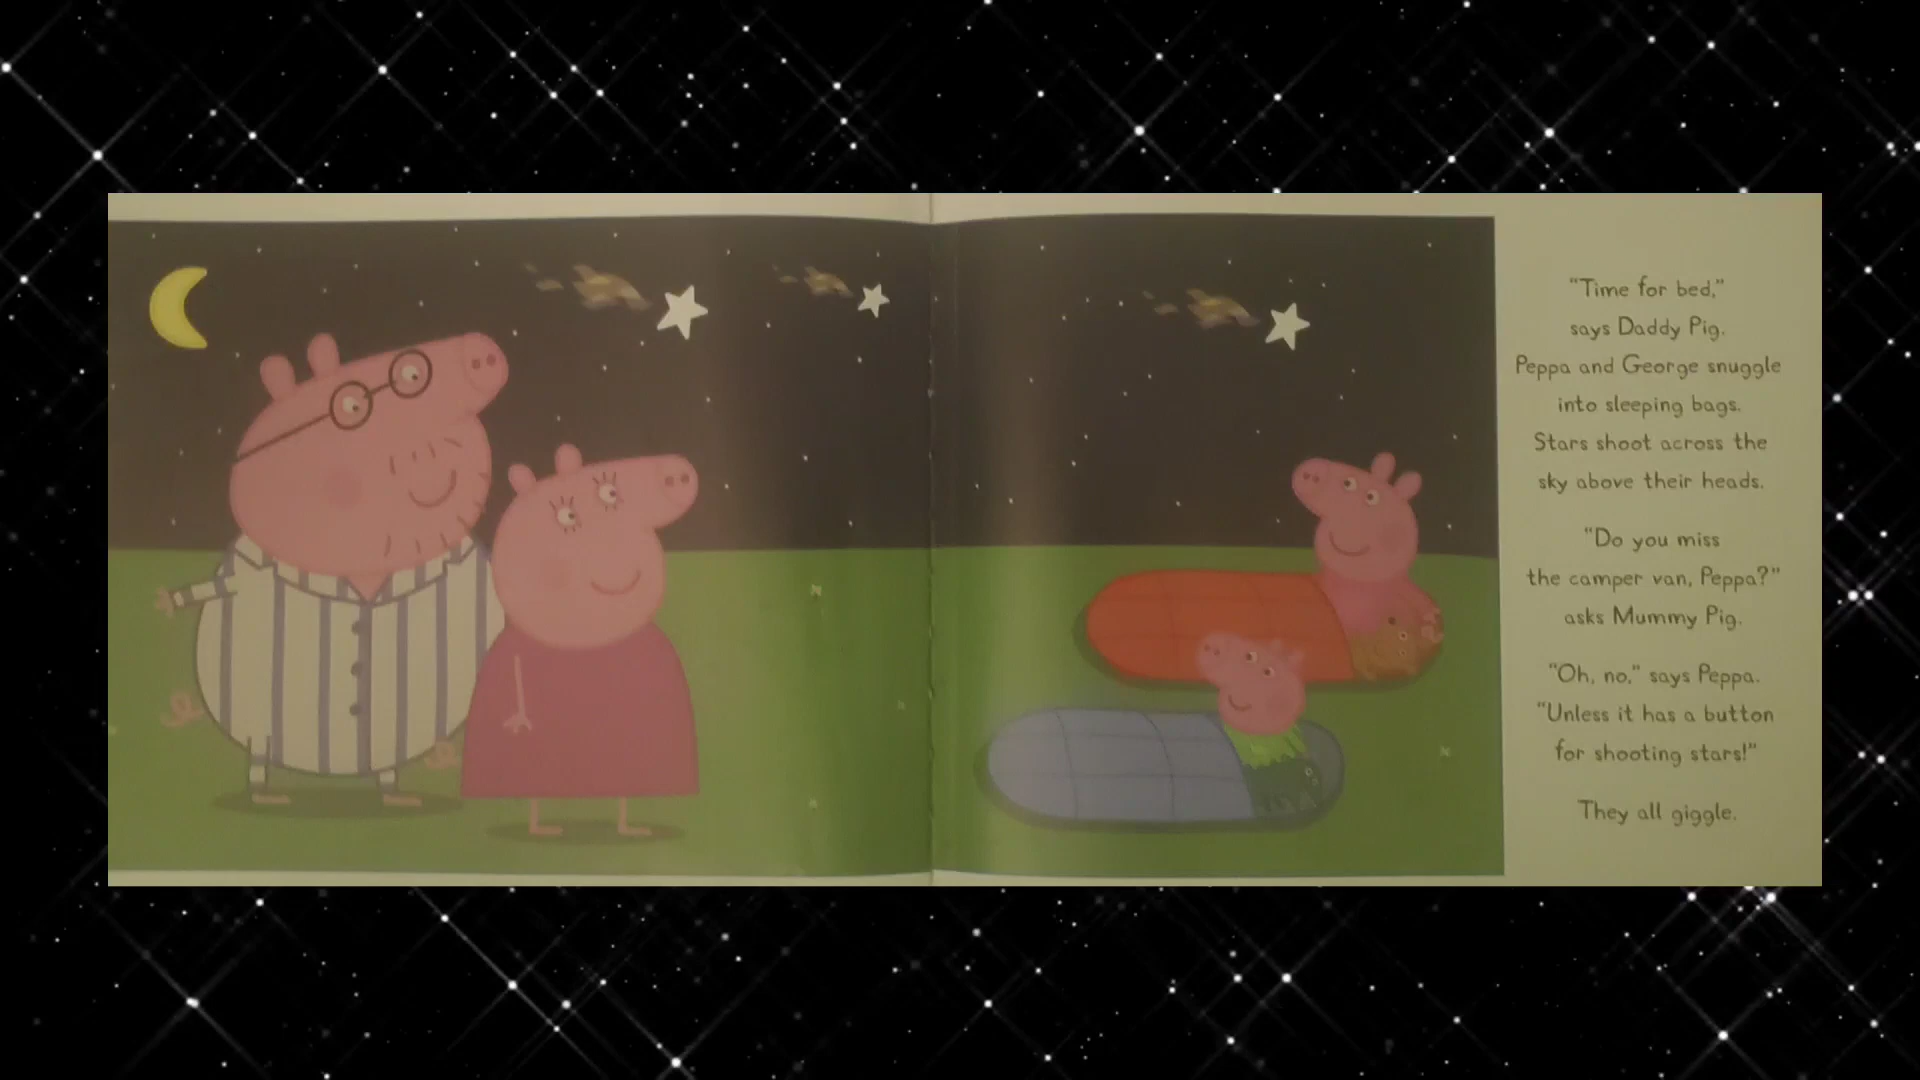 “Time for bed,”
says Daddy Pig.
Peppa and George snuggle
into sleeping bags.
Stars shoot across the
sky above their heads.
“Do you miss
the camper van, Peppa?”
asks Mummy Pig.
“Oh, no,” says Peppa.
“Unless it has a button
for shooting stars!”
They all giggle.